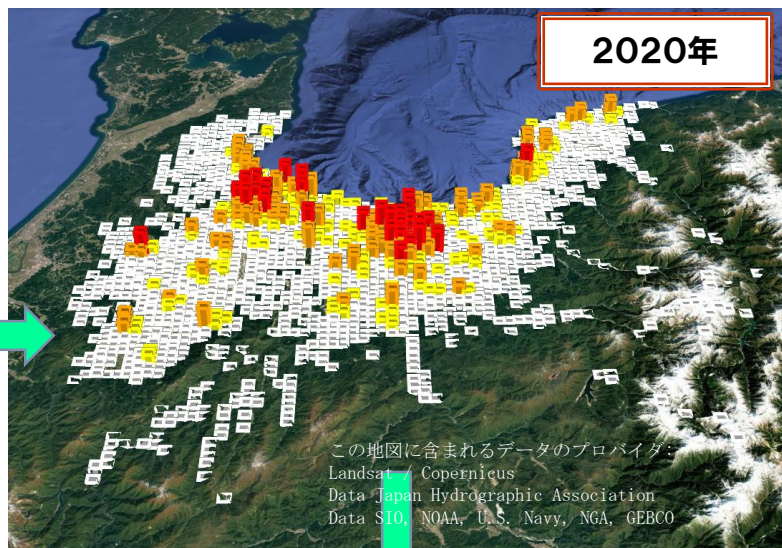 2020年
この地図に含まれるデータのプロバイダ:
Landsat / Copernicus
Data Japan Hydrographic Association
Data SIO, NOAA, U.S. Navy, NGA, GEBCO